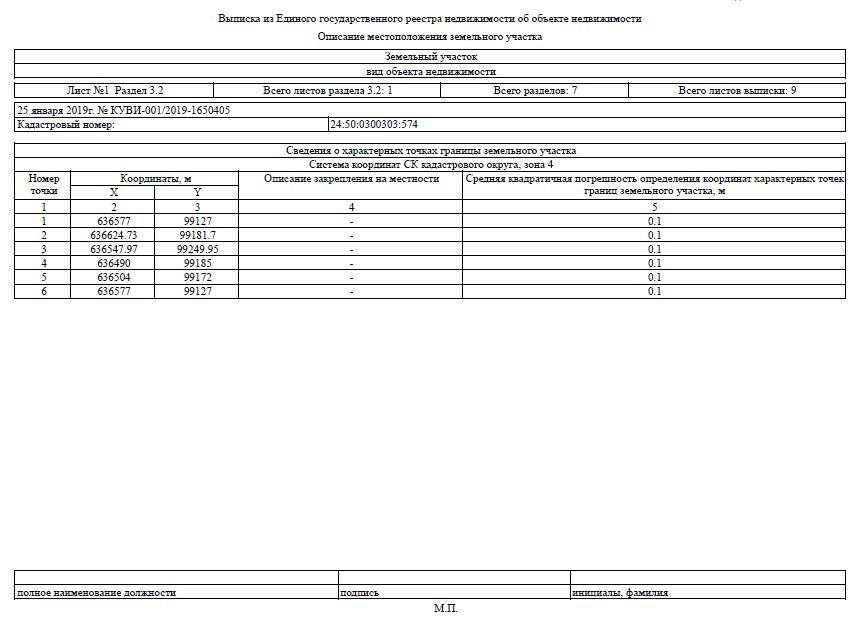 Выписка из Единого государственного реестра недвижимости об объекте недвижимости
Описание местоположения земельного участка
Земельный участок
вид объекта недвижимости
Лист №1 Раздел 3.2 Всего листов раздела 3.2: 1 Всего разделов: 7 Всего листов выписки: 9
25 января 2019г. № КУВИ-001/2019-1650405
Кадастровый номер: 24:50:0300303:574
Сведения о характерных точках границы земельного участка
Система координат СК кадастрового округа, зона 4
Номер точки Координаты, м Описание закрепления на местности Средняя квадратичная погрешность определения координат характерных точек границ земельного участка, м
X Y
1 2 3 4 5
1 636577 99127 - 0.1
2 636624.73 99181.7 - 0.1
3 636547.97 99249.95 - 0.1
4 636490 99185 - 0.1
5 636504 99172 - 0.1
6 636577 99127 - 0.1
полное наименование должности подпись инициалы, фамилия
М.П.